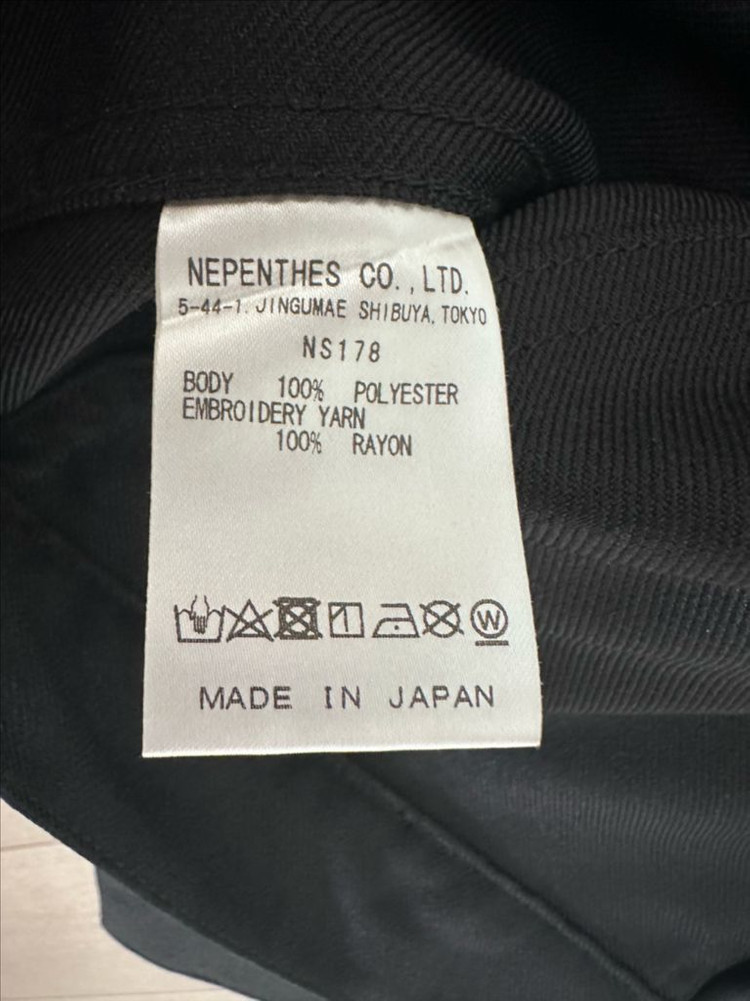 NEPENTHES CO.,LTD.
5-44-1. JINGUMAE SHIBUYA. TOKYO
NS178
BODY 100% POLYESTER
EMBROIDERY YARN
100% RAYON
W
MADE IN JAPAN